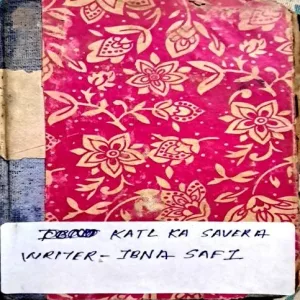 KATL KA SAVERA
WRITER - IBNA SAFI